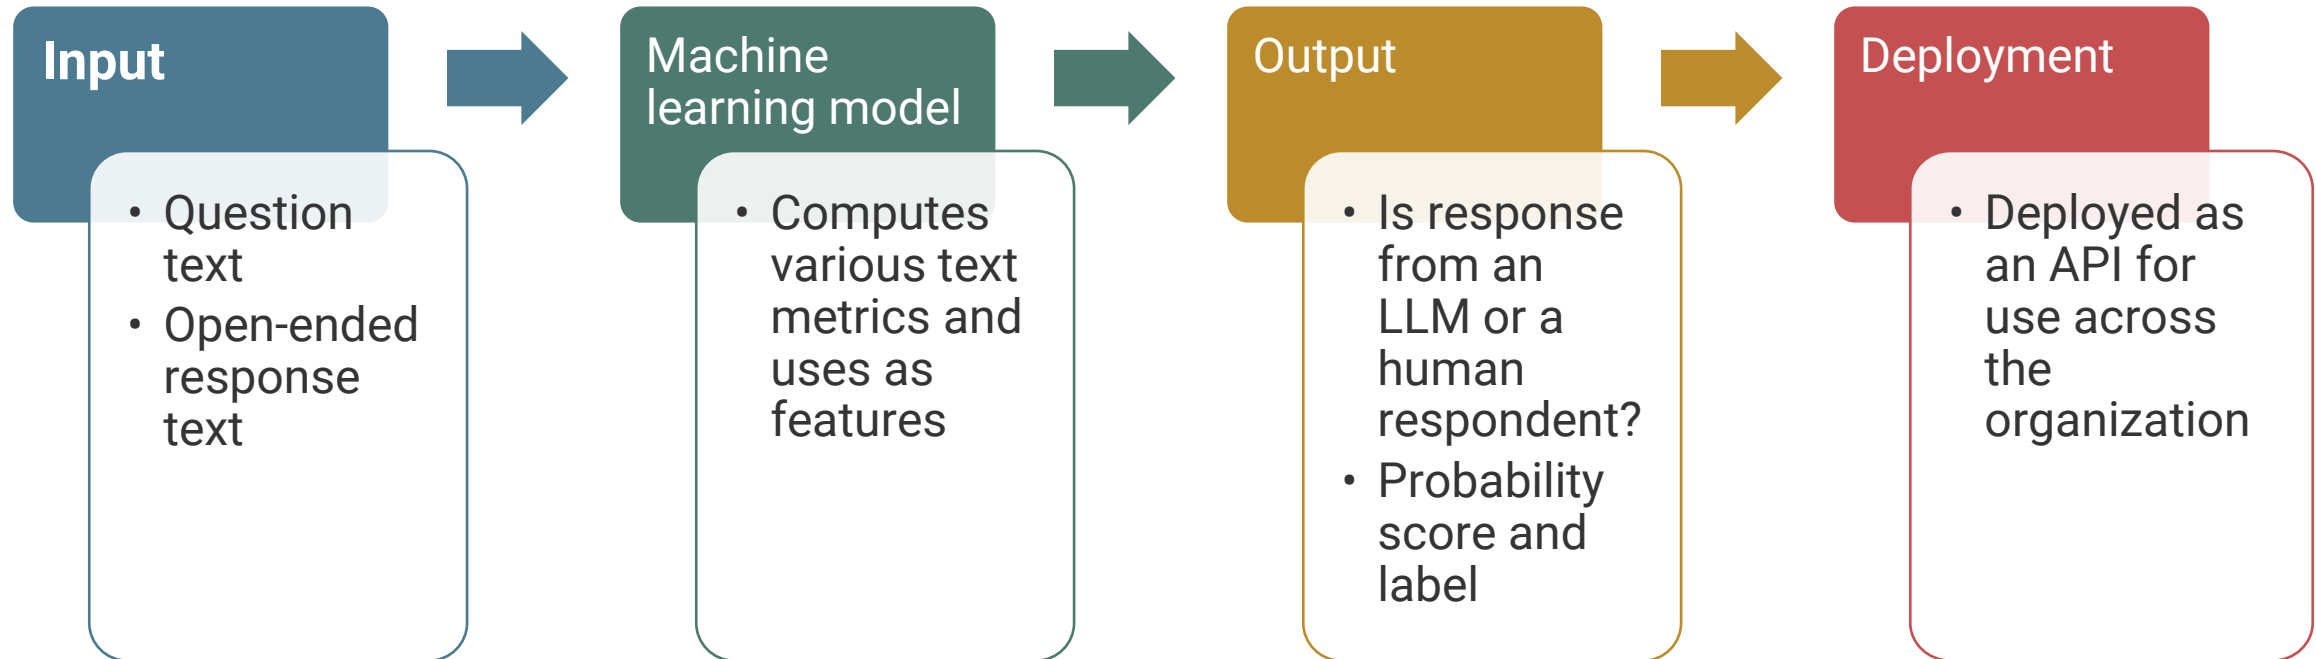 Input
• Question
text
• Open-ended
response
text
Machine
learning model
• Computes
various text
metrics and
uses as
features
Output
• Is response
from an
LLM or a
human
respondent?
• Probability
score and
label
Deployment
• Deployed as
an API for
use across
the
organization